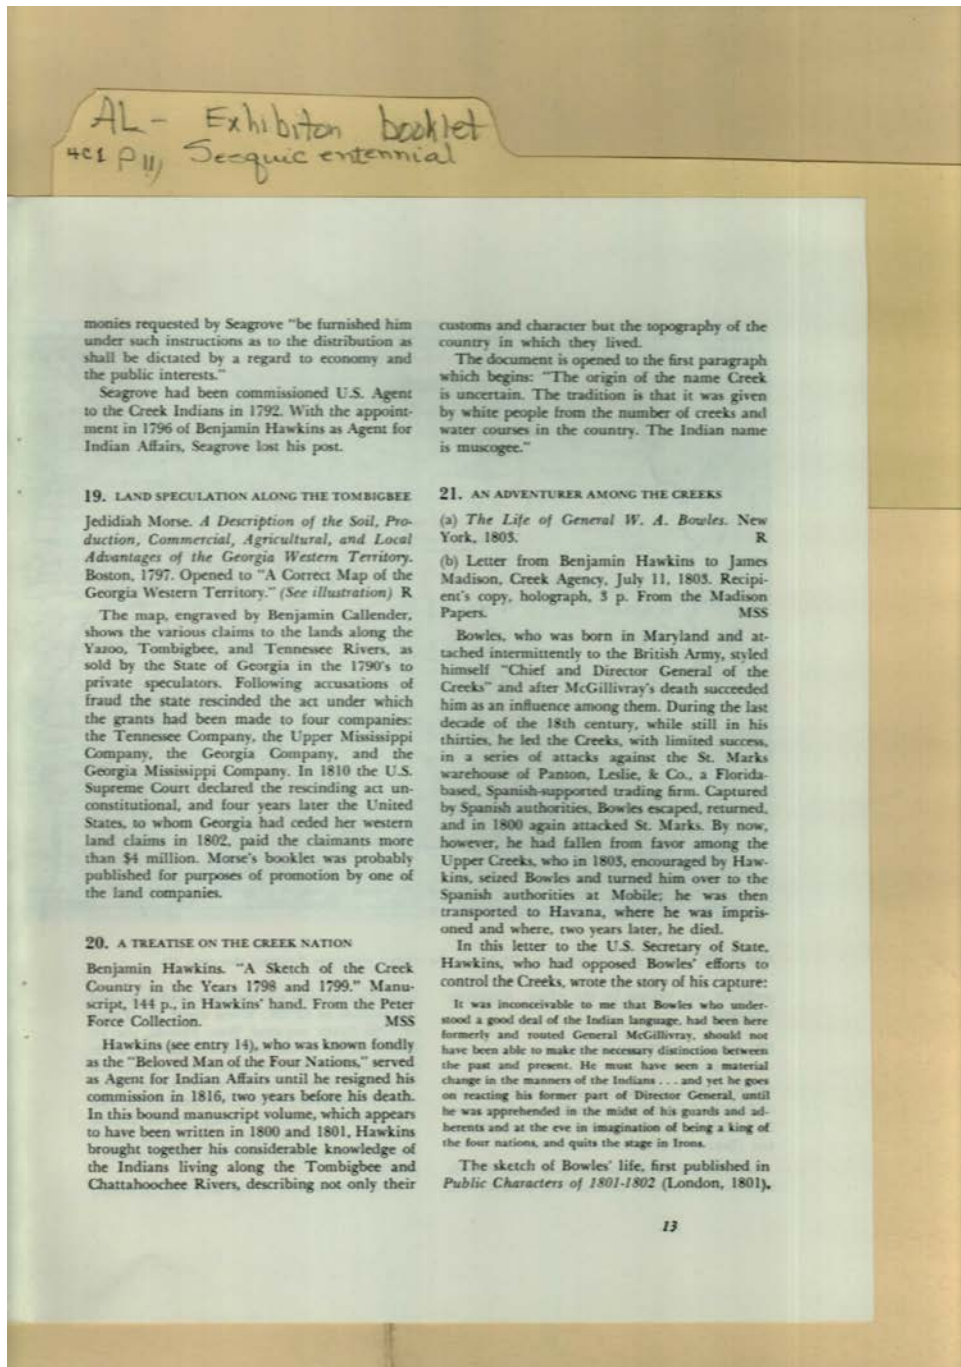 AL - Exhibiton booklet
4c1 P 11, Sesquic entennial
monies requested by Seagrove "be furnished him
under such instructions as to the distribution as
shall be dictated by a regard to economy and
the public interests."
Seagrove had been commissioned U.S. Agent
to the Creek Indians in 1792. With the appoint-
ment in 1796 of Benjamin Hawkins as Agent for
Indian Affairs, Seagrove lost his post.
19. LAND SPECULATION ALONG THE TOMBIGBEE
Jedidiah Morse. A Description of the Soil, Pro-
duction, Commercial, Agricultural, and Local
Advantages of the Georgia Western Territory.
Boston, 1797. Opened to "A Correct Map of the
Georgia Western Territory." (See illustration) R
The map, engraved by Benjamin Callender,
shows the various claims to the lands along the
Yazoo, Tombigbee, and Tennessee Rivers, as
sold by the State of Georgia in the 1790's to
private speculators. Following accusations of
fraud the state rescinded the act under which
the grants had been made to four companies:
the Tennessee Company, the Upper Mississippi
Company, the Georgia Company, and the
Georgia Mississippi Company. In 1810 the U.S.
Supreme Court declared the rescinding act un-
constitutional, and four years later the United
States, to whom Georgia had ceded her western
land claims in 1802, paid the claimants more
than $4 million. Morse's booklet was probably
published for purposes of promotion by one of
the land companies.
20. A TREATISE ON THE CREEK NATION
Benjamin Hawkins. "A Sketch of the Creek
Country in the Years 1798 and 1799." Manu-
script, 144 p., in Hawkins' hand. From the Peter
Force Collection. MSS
Hawkins (see entry 14), who was known fondly
as the "Beloved Man of the Four Nations," served
as Agent for Indian Affairs until he resigned his
commission in 1816, two years before his death.
In this bound manuscript volume, which appears
to have been written in 1800 and 1801, Hawkins
brought together his considerable knowledge of
the Indians living along the Tombigbee and
Chattahoochee Rivers, describing not only their
customs and character but the topography of the
country in which they lived.
The document is opened to the first paragraph
which begins: "The origin of the name Creek
is uncertain. The tradition is that it was given
by white people from the number of creeks and
water courses in the country. The Indian name
is muscogee."
21. AN ADVENTURER AMONG THE CREEKS
(a) The Life of General W. A. Bowles. New
York, 1803. R
(b) Letter from Benjamin Hawkins to James
Madison, Creek Agency, July 11, 1803. Recipi-
ent's copy, holograph, 3 p. From the Madison
Papers. MSS
Bowles, who was born in Maryland and at-
tached intermittently to the British Army, styled
himself "Chief and Director General of the
Creeks" and after McGillivray's death succeeded
him as an influence among them. During the last
decade of the 18th century, while still in his
thirties, he led the Creeks, with limited success,
in a series of attacks against the St. Marks
warehouse of Panton, Leslie, & Co., a Florida-
based, Spanish-supported trading firm. Captured
by Spanish authorities, Bowles escaped, returned,
and in 1800 again attacked St. Marks. By now,
however, he had fallen from favor among the
Upper Creeks, who in 1803, encouraged by Haw-
kins, seized Bowles and turned him over to the
Spanish authorities at Mobile; he was then
transported to Havana, where he was impris-
oned and where, two years later, he died.
In this letter to the U.S. Secretary of State,
Hawkins, who had opposed Bowles' efforts to
control the Creeks, wrote the story of his capture:
It was inconceivable to me that Bowles who under-
stood a good deal of the Indian language, had been here
formerly and routed General McGillivray, should not
have been able to make the necessary distinction between
the past and present. He must have seen a material
change in the manners of the Indians . . . and yet he goes
on reacting his former part of Director General, until
he was apprehended in the midst of his guards and ad-
herents and at the eve in imagination of being a king of
the four nations, and quits the stage in Irons.
The sketch of Bowles' life, first published in
Public Characters of 1801-1802 (London, 1801),
13